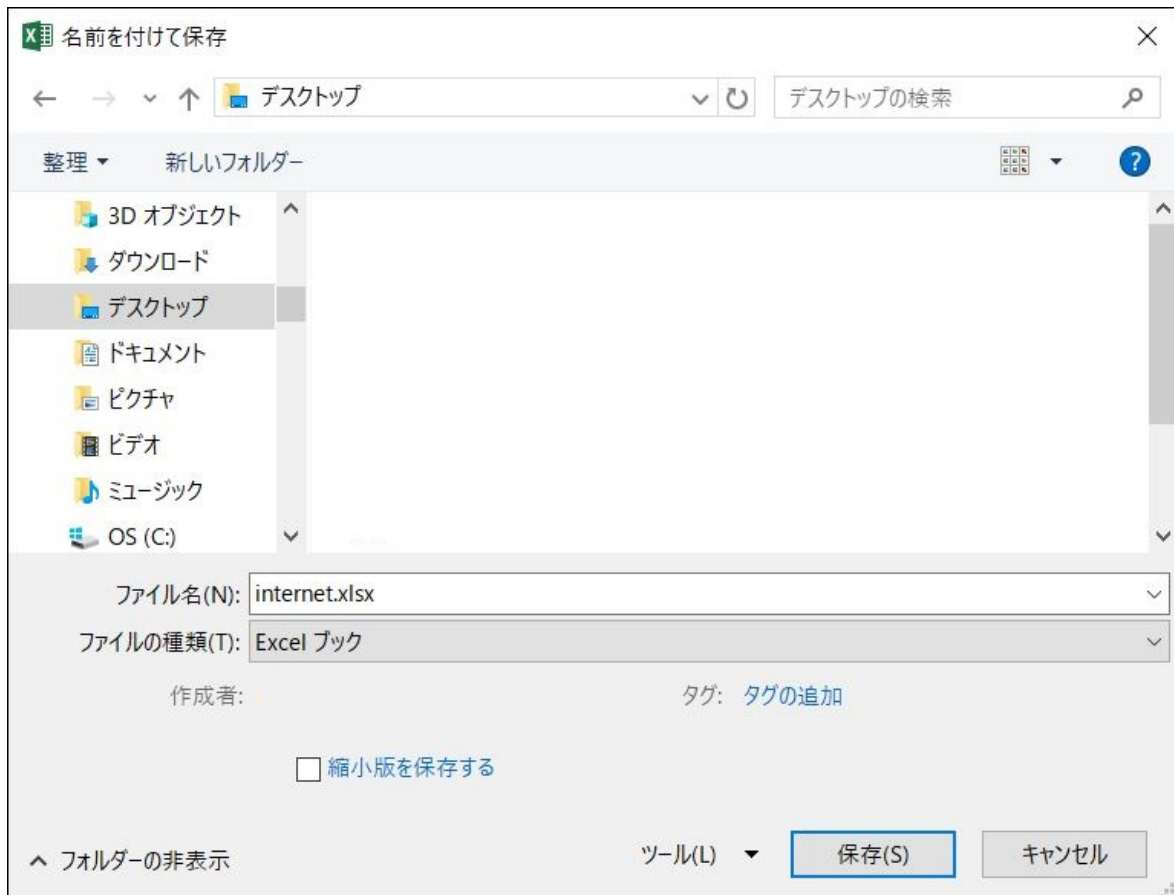 名前を付けて保存
デスクトップ
デスクトップの検索
整理
新しいフォルダー
3D オブジェクト
ダウンロード
デスクトップ
ドキュメント
ピクチャ
ビデオ
ミュージック
OS (C:)
ファイル名(N): internet.xlsx
ファイルの種類(T): Excel ブック
作成者:
タグ: タグの追加
縮小版を保存する
フォルダーの非表示
ツール(L)
保存(S)
キャンセル